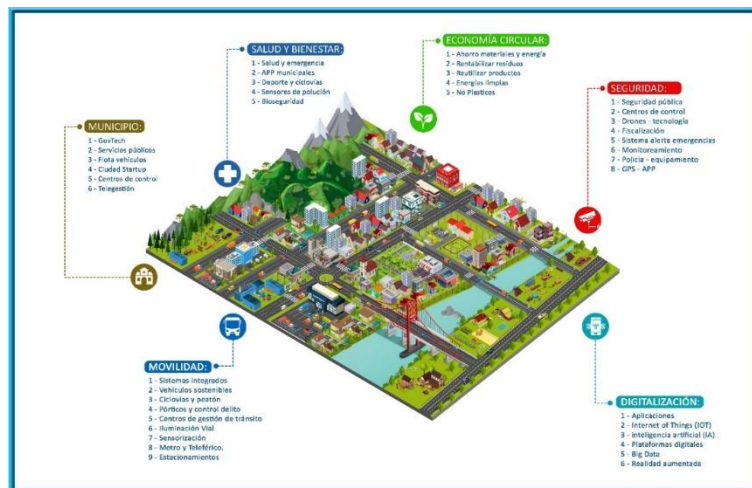 SALUD Y BIENESTAR:
1 - Salud y emergencia
2 - APP municipales
3 - Deporte y ciclovías
4 - Sensores de polución
5 - Bioseguridad
ECONOMÍA CIRCULAR:
1 - Ahorro materiales y energía
2 - Rentabilizar residuos
3 - Reutilizar productos
4 - Energías limpias
5 - No Plasticos
SEGURIDAD:
1 - Seguridad pública
2 - Centros de control
3 - Drones - tecnología
4 - Fiscalización
5 - Sistema alerta emergencias
6 - Monitoreamiento
7 - Policia - equipamiento
8 - GPS - APP
MUNICIPIO:
1 - GovTech
2 - Servicios públicos
3 - Flota vehículos
4 - Ciudad Startup
5 - Centros de control
6 - Telegestión
MOVILIDAD:
1 - Sistemas integrados
2 - Vehículos sostenibles
3 - Ciclovias y peatón
4 - Pórticos y control delito
5 - Centros de gestión de tránsito
6 - Iluminación Vial
7 - Sensorización
8 - Metro y Teleférico.
9 - Estacionamientos
DIGITALIZACIÓN:
1 - Aplicaciones
2 - Internet of Things (IOT)
3 - Inteligencia artificial (IA)
4 - Plataformas digitales
5 - Big Data
6 - Realidad aumentada